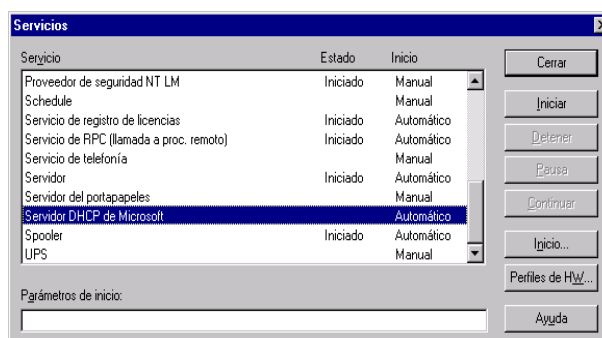 Servicios
Servicio Estado Inicio
Proveedor de seguridad NT LM Iniciado Manual
Schedule Manual
Servicio de registro de licencias Iniciado Automático
Servicio de RPC (llamada a proc. remoto) Iniciado Automático
Servicio de telefonía Manual
Servidor Iniciado Automático
Servidor del portapapeles Manual
Servidor DHCP de Microsoft Automático
Spooler Iniciado Automático
UPS Manual
Parámetros de inicio:
Cerrar
Iniciar
Detener
Pausa
Continuar
Inicio...
Perfiles de HW...
Ayuda